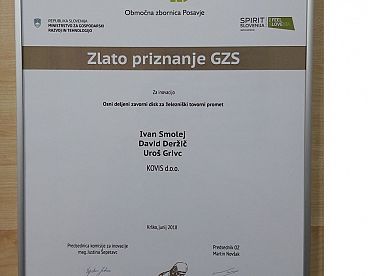 Območna zbornica Posavje
REPUBLIKA SLOVENIJA
MINISTRSTVO ZA GOSPODARSKI
RAZVOJ IN TEHNOLOGIJO
SPIRIT
SLOVENIJA
I FEEL
SLOVENIA
Zlato priznanje GZS
Za inovacijo
Osni deljeni zavorni disk za železniški tovorni promet
Ivan Smolej
David Deržič
Uroš Grivc
KOVIS d.o.o.
Krško, junij 2018
Predsednica komisije za inovacije
mag. Justina Šepetavc
Predsednik OZ
Martin Novšak